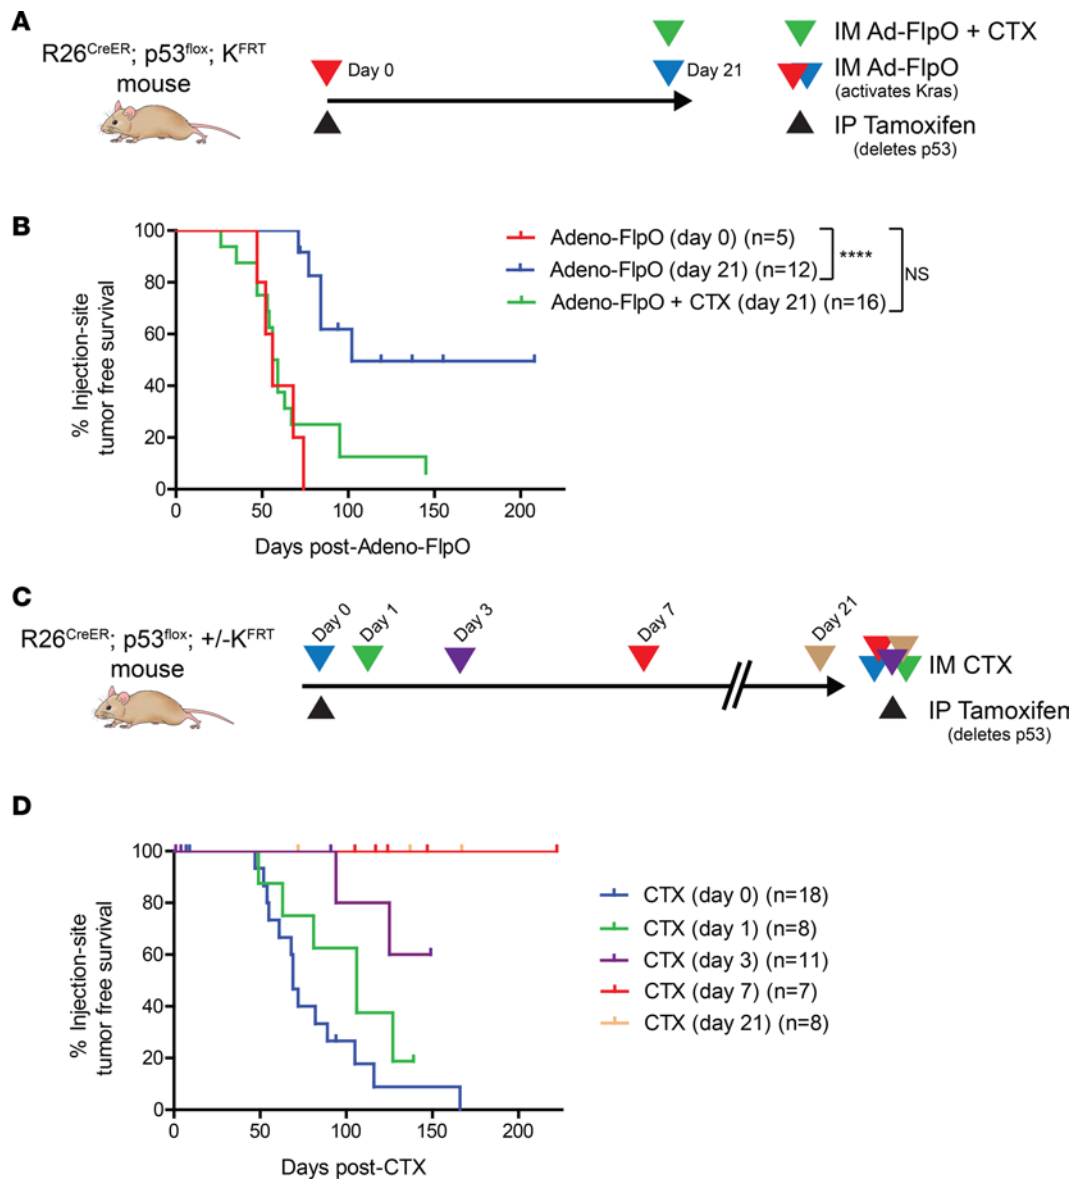 A
R26CreER; p53flox; KFRT
mouse
Day 0
Day 21
IM Ad-FlpO + CTX
IM Ad-FlpO
(activates Kras)
IP Tamoxifen
(deletes p53)
B
% Injection-site
tumor free survival
100
80
60
40
20
0
0 50 100 150 200
Days post-Adeno-FlpO
Adeno-FlpO (day 0) (n=5)
Adeno-FlpO (day 21) (n=12)
Adeno-FlpO + CTX (day 21) (n=16)
****
NS
C
R26CreER; p53flox; +/-KFRT
mouse
Day 0
Day 1
Day 3
Day 7
Day 21
IM CTX
IP Tamoxifen
(deletes p53)
D
% Injection-site
tumor free survival
100
80
60
40
20
0
0 50 100 150 200
Days post-CTX
CTX (day 0) (n=18)
CTX (day 1) (n=8)
CTX (day 3) (n=11)
CTX (day 7) (n=7)
CTX (day 21) (n=8)